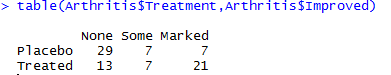 > table(Arthritis$Treatment,Arthritis$Improved)
None Some Marked
Placebo 29 7 7
Treated 13 7 21